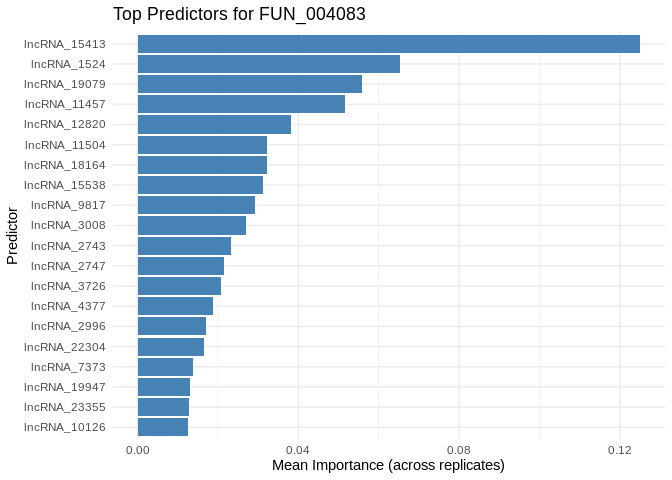 Top Predictors for FUN_004083
Predictor
lncRNA_15413
lncRNA_1524
lncRNA_19079
lncRNA_11457
lncRNA_12820
lncRNA_11504
lncRNA_18164
lncRNA_15538
lncRNA_9817
lncRNA_3008
lncRNA_2743
lncRNA_2747
lncRNA_3726
lncRNA_4377
lncRNA_2996
lncRNA_22304
lncRNA_7373
lncRNA_19947
lncRNA_23355
lncRNA_10126
0.00 0.04 0.08 0.12
Mean Importance (across replicates)